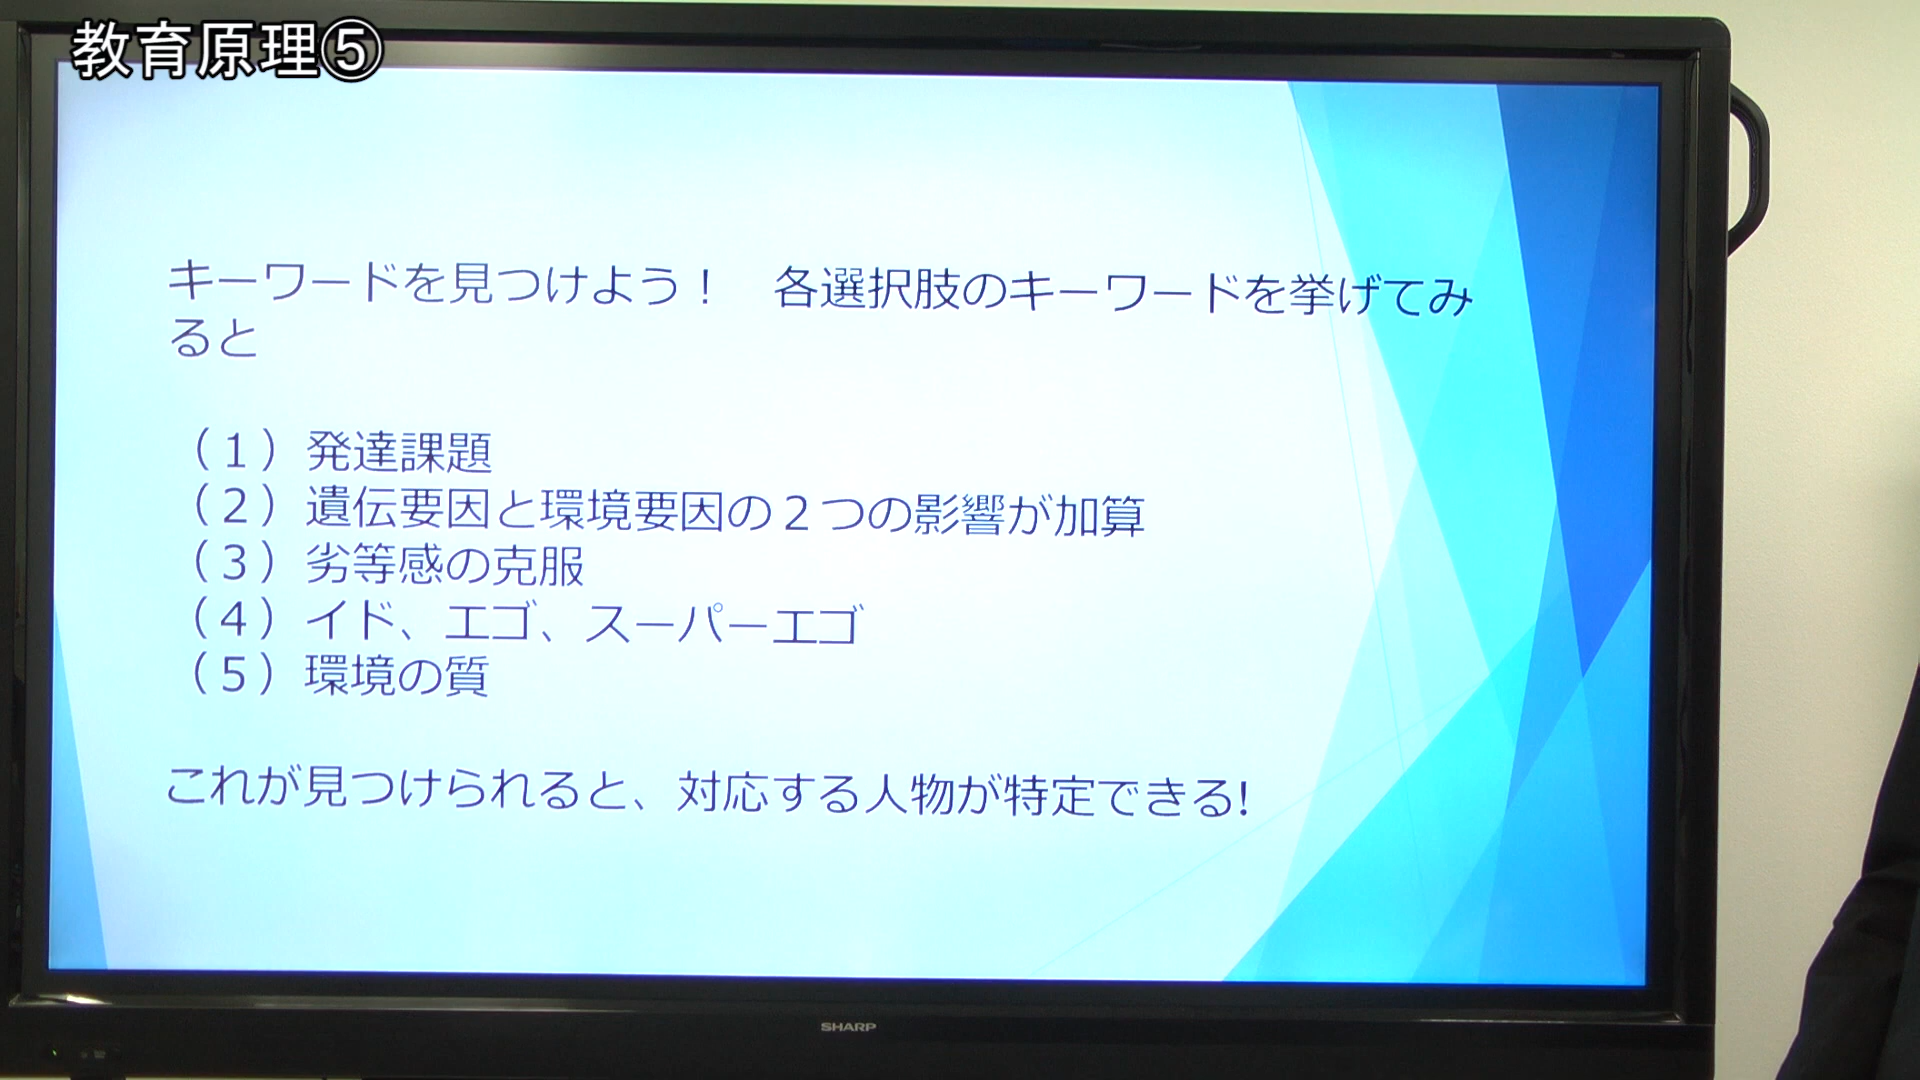 教育原理⑤
キーワードを見つけよう！　各選択肢のキーワードを挙げてみ
ると
（１）発達課題
（２）遺伝要因と環境要因の２つの影響が加算
（３）劣等感の克服
（４）イド、エゴ、スーパーエゴ
（５）環境の質
これが見つけられると、対応する人物が特定できる!
SHARP